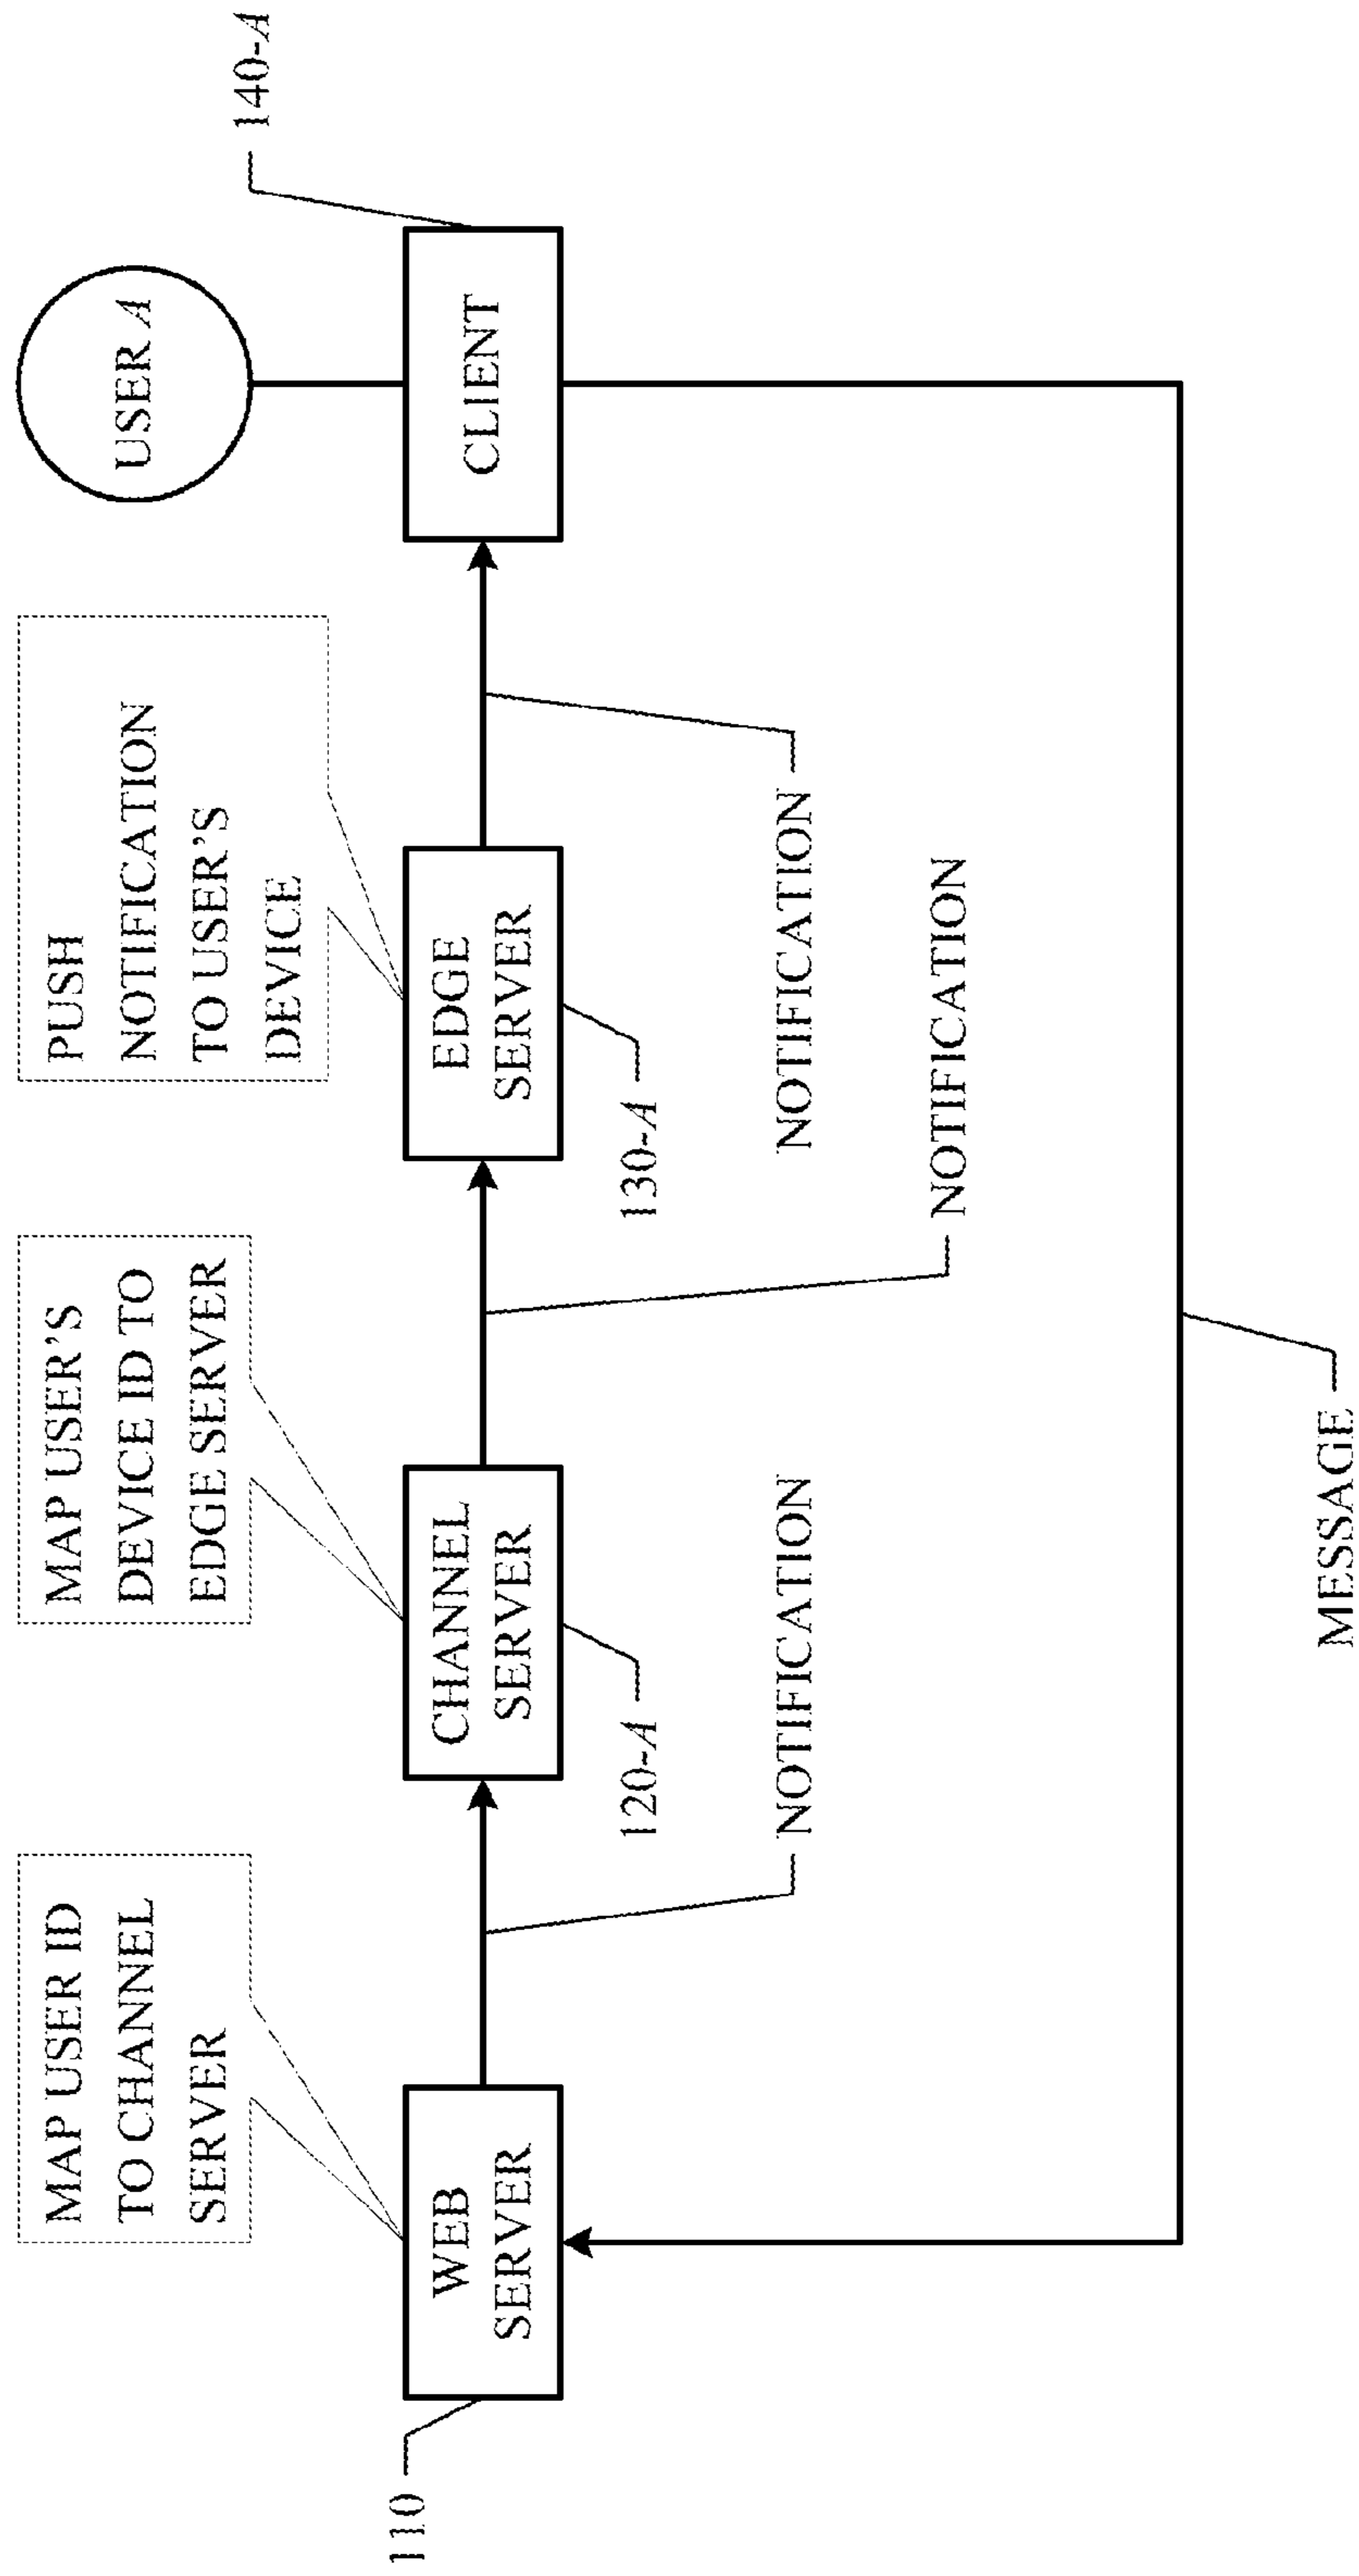 MAP USER ID
TO CHANNEL
SERVER
MAP USER'S
DEVICE ID TO
EDGE SERVER
PUSH
NOTIFICATION
TO USER'S
DEVICE
USER A
140-A
110
WEB
SERVER
CHANNEL
SERVER
EDGE
SERVER
CLIENT
120-A
130-A
NOTIFICATION
NOTIFICATION
NOTIFICATION
MESSAGE